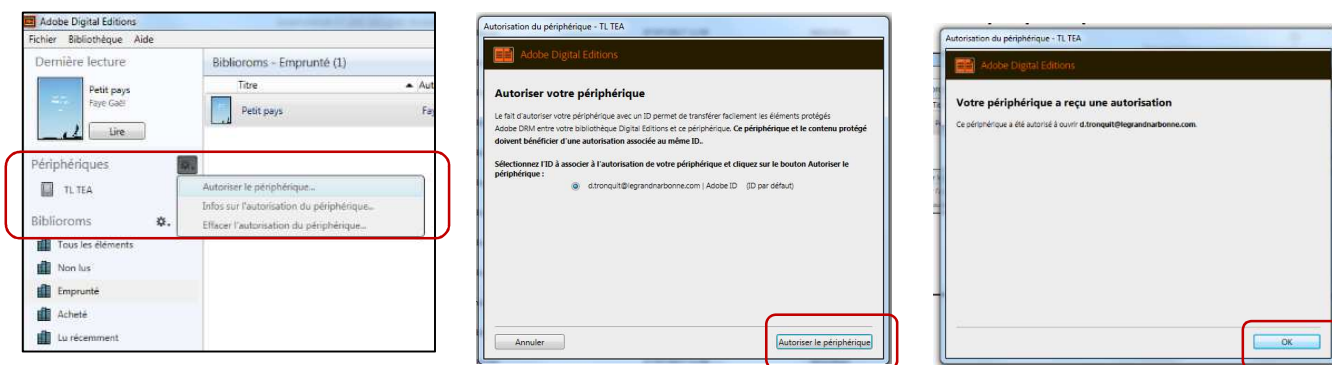 Adobe Digital Editions
Fichier Bibliothèque Aide
Dernière lecture
Petit pays
Faye Gaël
Lire
Périphériques
TL TEA
Biblioroms
Tous les éléments
Non lus
Emprunté
Acheté
Lu récemment
Biblioroms - Emprunté (1)
Titre
Aut
Petit pays
Fay
Autoriser le périphérique...
Infos sur l'autorisation du périphérique...
Effacer l'autorisation du périphérique...
Autorisation du périphérique - TL TEA
Adobe Digital Editions
Autoriser votre périphérique
Le fait d'autoriser votre périphérique avec un ID permet de transférer facilement les éléments protégés
Adobe DRM entre votre bibliothèque Digital Editions et ce périphérique. Ce périphérique et le contenu protégé
doivent bénéficier d'une autorisation associée au même ID..
Sélectionnez l'ID à associer à l'autorisation de votre périphérique et cliquez sur le bouton Autoriser le
périphérique :
d.tronquit@legrandnarbonne.com | Adobe ID (ID par défaut)
Annuler
Autoriser le périphérique
Autorisation du périphérique - TL TEA
Adobe Digital Editions
Votre périphérique a reçu une autorisation
Ce périphérique a été autorisé à ouvrir d.tronquit@legrandnarbonne.com.
OK